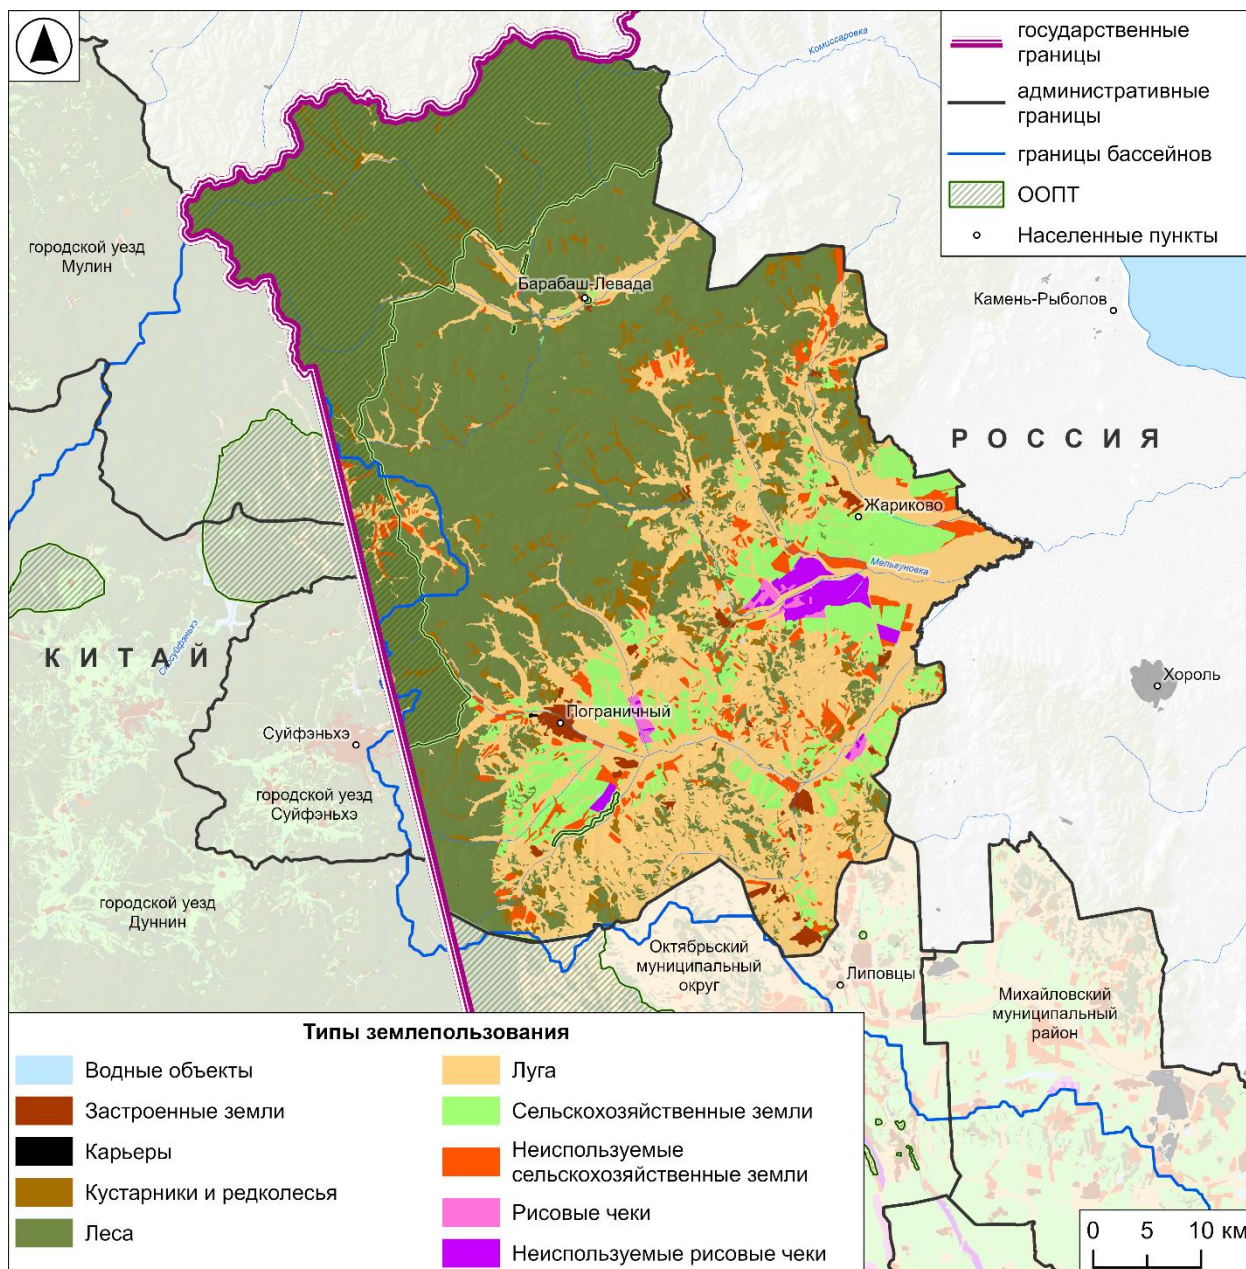 государственные
границы
административные
границы
границы бассейнов
ООПТ
Населенные пункты
Комиссаровка
городской уезд
Мулин
Барабаш-Левада
Камень-Рыболов
РОССИЯ
Жариково
Мельгуновка
КИТАЙ
Сяосуйфэньхэ
Хороль
Пограничный
Суйфэньхэ
городской уезд
Суйфэньхэ
городской уезд
Дуннин
Октябрьский
муниципальный
округ
Липовцы
Михайловский
муниципальный
район
Типы землепользования
Водные объекты
Застроенные земли
Карьеры
Кустарники и редколесья
Леса
Луга
Сельскохозяйственные земли
Неиспользуемые
сельскохозяйственные земли
Рисовые чеки
Неиспользуемые рисовые чеки
0 5 10 км